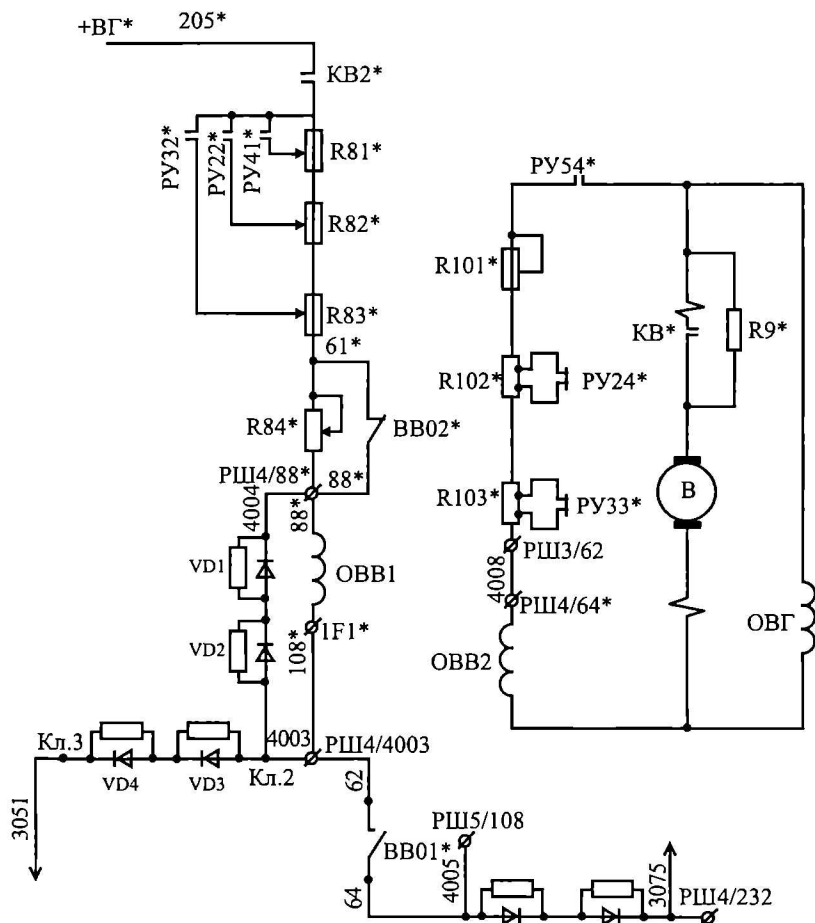 205*
+ВГ*
КВ2*
РУ32*
РУ22*
РУ41*
R81*
R82*
R83*
61*
R84*
ВВ02*
РШ4/88*
88*
4004
88*
VD1
ОВВ1
VD2
108*
1F1*
Кл.3
4003
РШ4/4003
VD4
VD3
Кл.2
3051
62
ВВ01*
64
РШ5/108
4005
3075
РШ4/232
РУ54*
R101*
R102*
РУ24*
R103*
РУ33*
РШ3/62
4008
РШ4/64*
ОВВ2
КВ*
R9*
В
ОВГ